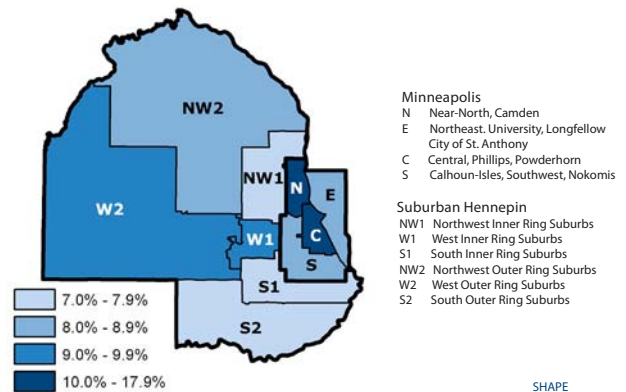 NW2
NW1
N
E
W2
W1
C
S
S1
S2
7.0% - 7.9%
8.0% - 8.9%
9.0% - 9.9%
10.0% - 17.9%
Minneapolis
N Near-North, Camden
E Northeast. University, Longfellow
City of St. Anthony
C Central, Phillips, Powderhorn
S Calhoun-Isles, Southwest, Nokomis
Suburban Hennepin
NW1 Northwest Inner Ring Suburbs
W1 West Inner Ring Suburbs
S1 South Inner Ring Suburbs
NW2 Northwest Outer Ring Suburbs
W2 West Outer Ring Suburbs
S2 South Outer Ring Suburbs
SHAPE